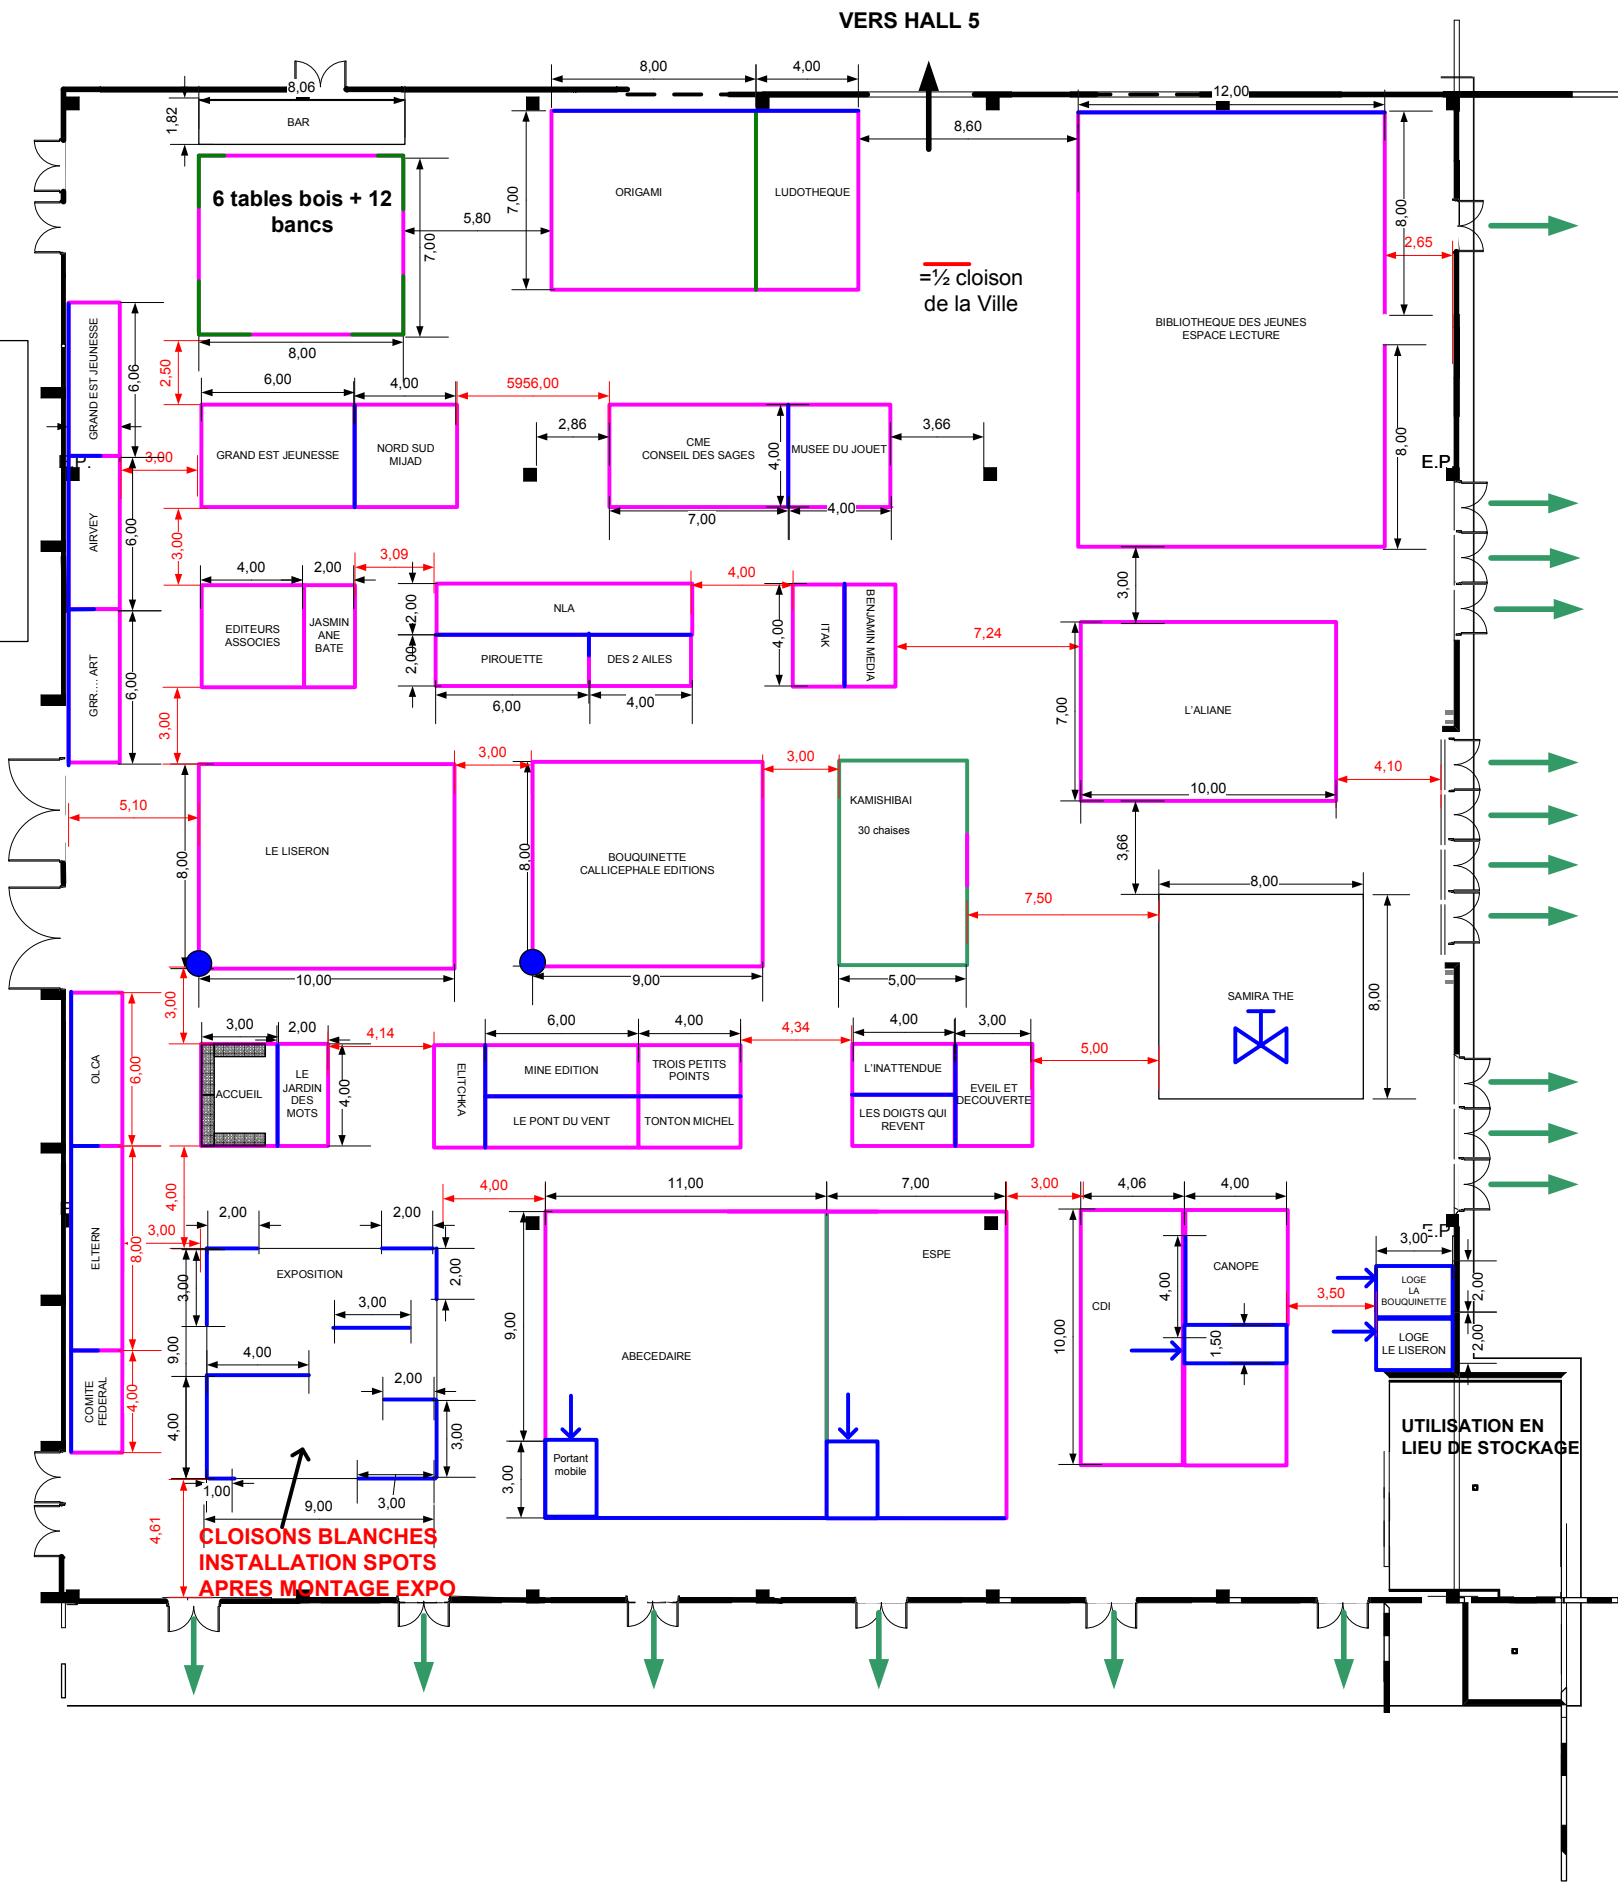 VERS HALL 5
8,06
8,00
4,00
12,00
1,82
BAR
8,60
6 tables bois + 12
bancs
5,80
7,00
7,00
ORIGAMI
LUDOTHEQUE
8,00
2,65
=½ cloison
de la Ville
BIBLIOTHEQUE DES JEUNES
ESPACE LECTURE
8,00
GRAND EST JEUNESSE
6,06
2,50
6,00
4,00
5956,00
2,86
3,66
GRAND EST JEUNESSE
NORD SUD
MIJAD
CME
CONSEIL DES SAGES
4,00
MUSEE DU JOUET
8,00
E.P.
3,00
E.P.
7,00
4,00
AIRVEY
6,00
3,00
3,09
4,00
4,00
2,00
3,00
2,00
NLA
EDITEURS
ASSOCIES
JASMIN
ANE
BATE
2,00
PIROUETTE
DES 2 AILES
4,00
ITAK
BENJAMIN MEDIA
7,24
GRR.... ART
6,00
6,00
4,00
3,00
7,00
L'ALIANE
3,00
3,00
4,10
10,00
5,10
8,00
LE LISERON
8,00
BOUQUINETTE
CALLICEPHALE EDITIONS
KAMISHIBAI
30 chaises
3,66
8,00
7,50
10,00
9,00
5,00
3,00
SAMIRA THE
8,00
3,00
2,00
4,14
6,00
4,00
4,34
4,00
3,00
5,00
OLCA
6,00
ACCUEIL
LE
JARDIN
DES
MOTS
4,00
ELITCHKA
MINE EDITION
TROIS PETITS
POINTS
LE PONT DU VENT
TONTON MICHEL
L'INATTENDUE
LES DOIGTS QUI
REVENT
EVEIL ET
DECOUVERTE
4,00
4,00
11,00
7,00
3,00
4,06
4,00
ELTERN
8,00
3,00
2,00
2,00
EXPOSITION
3,00
2,00
3,00
ESPE
CANOPE
4,00
CDI
E.P
3,00
LOGE
LA
BOUQUINETTE
2,00
3,50
LOGE
LE LISERON
2,00
9,00
4,00
9,00
ABECEDAIRE
10,00
1,50
COMITE
FEDERAL
4,00
4,00
2,00
3,00
UTILISATION EN
LIEU DE STOCKAGE
Portant
mobile
3,00
1,00
3,00
9,00
4,61
CLOISONS BLANCHES
INSTALLATION SPOTS
APRES MONTAGE EXPO